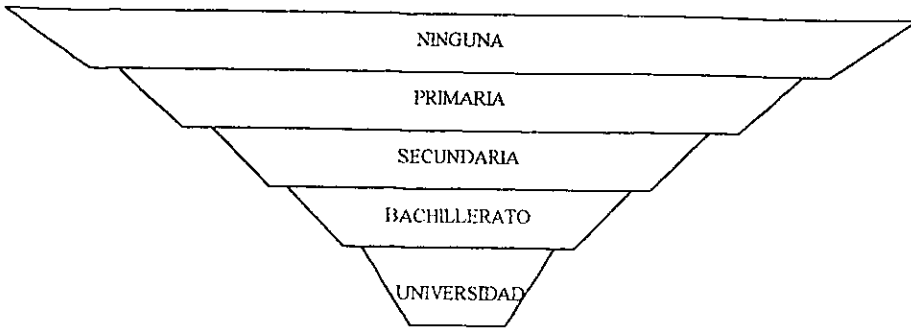 NINGUNA
PRIMARIA
SECUNDARIA
BACHILLERATO
UNIVERSIDAD